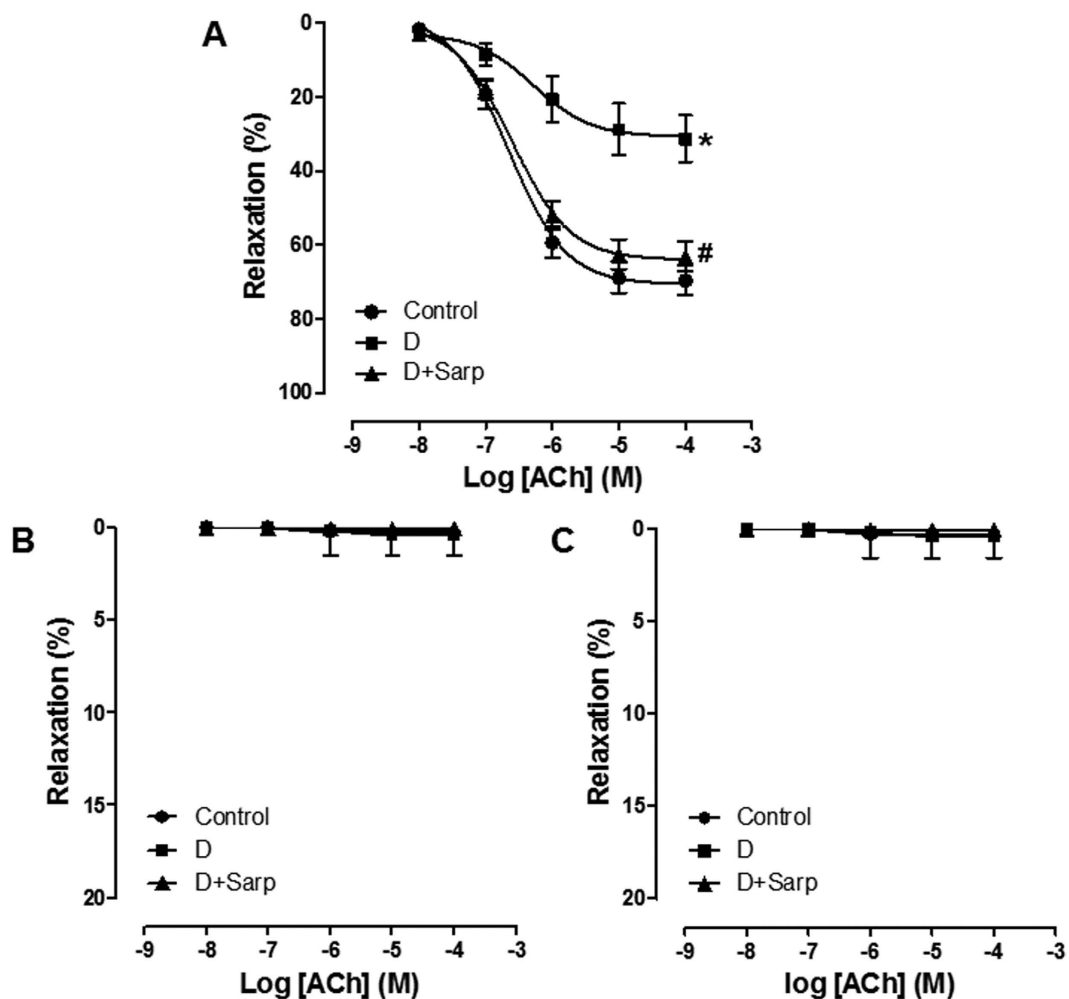 A
Relaxation (%)
0
20
40
60
80
100
*
#
Control
D
D+Sarp
-9 -8 -7 -6 -5 -4 -3
Log [ACh] (M)
B
Relaxation (%)
0
5
10
15
20
Control
D
D+Sarp
-9 -8 -7 -6 -5 -4 -3
Log [ACh] (M)
C
Relaxation (%)
0
5
10
15
20
Control
D
D+Sarp
-9 -8 -7 -6 -5 -4 -3
log [ACh] (M)